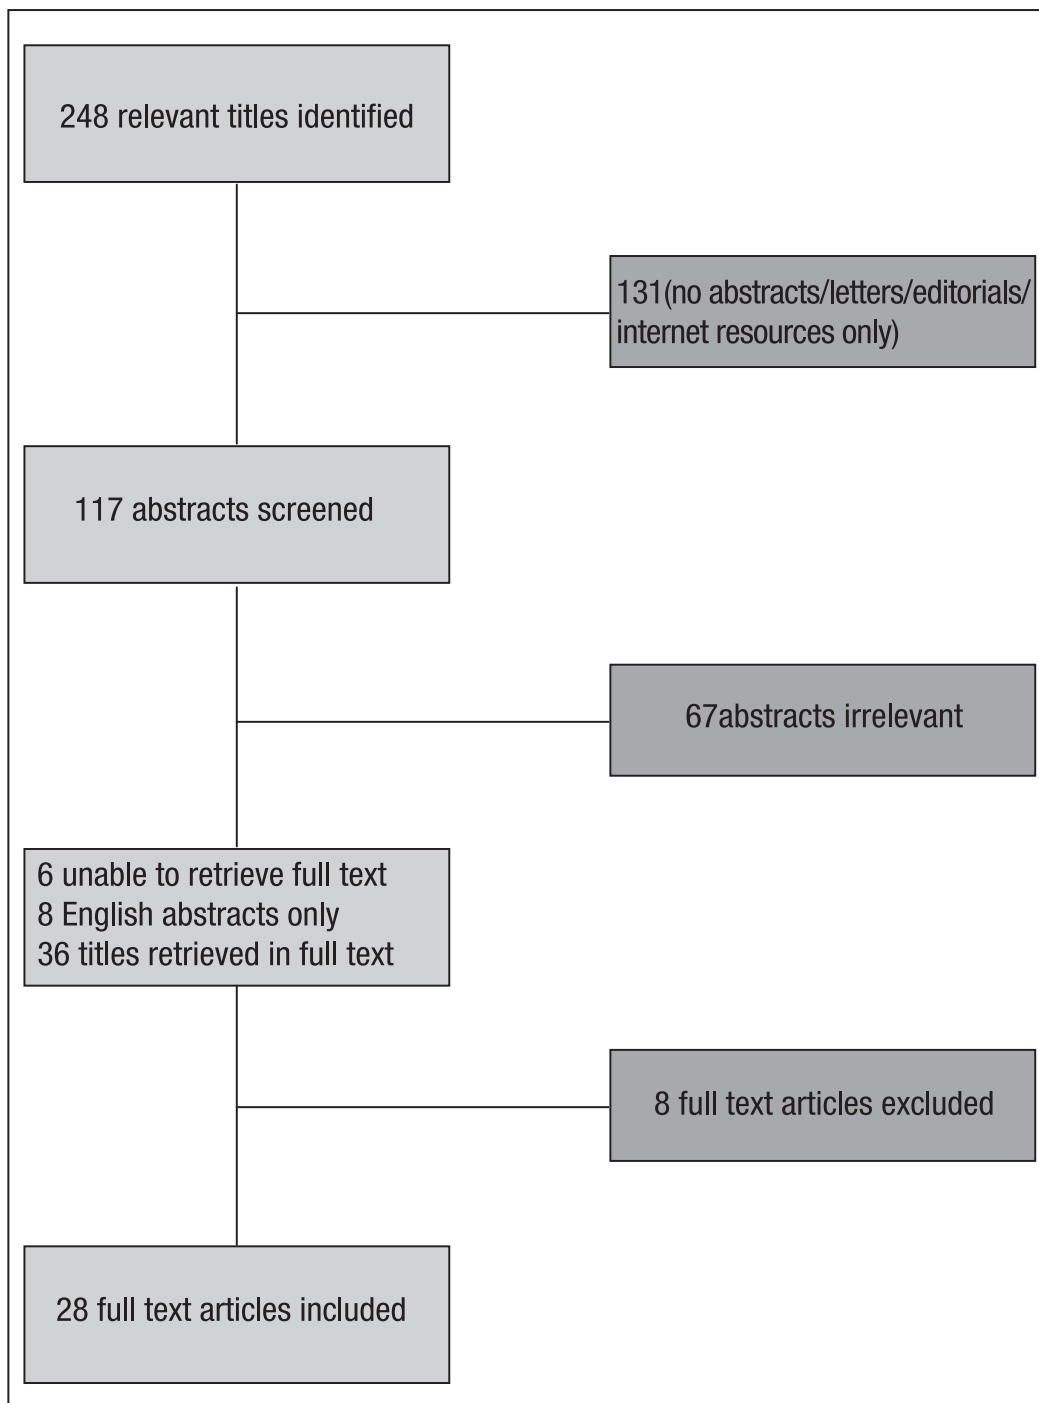 248 relevant titles identified
131(no abstracts/letters/editorials/
internet resources only)
117 abstracts screened
67abstracts irrelevant
6 unable to retrieve full text
8 English abstracts only
36 titles retrieved in full text
8 full text articles excluded
28 full text articles included